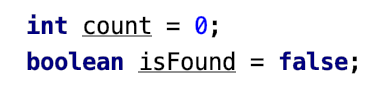 int count = 0;
boolean isFound = false;